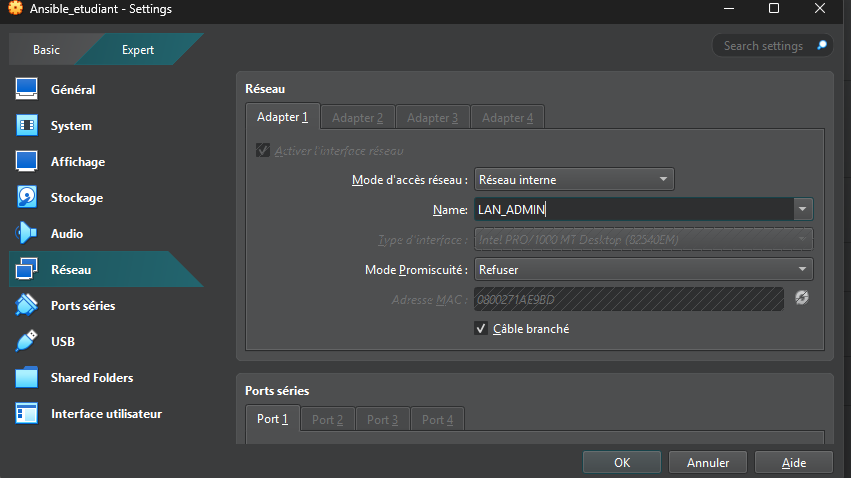 Ansible_etudiant - Settings
Basic
Expert
Search settings
Général
System
Affichage
Stockage
Audio
Réseau
Ports séries
USB
Shared Folders
Interface utilisateur
Réseau
Adapter 1 Adapter 2 Adapter 3 Adapter 4
Activer l'interface réseau
Mode d'accès réseau : Réseau interne
Name: LAN_ADMIN
Type d'interface : Intel PRO/1000 MT Desktop (82540EM)
Mode Promiscuité : Refuser
Adresse MAC : 0800271AE9BD
Câble branché
Ports séries
Port 1 Port 2 Port 3 Port 4
OK Annuler Aide